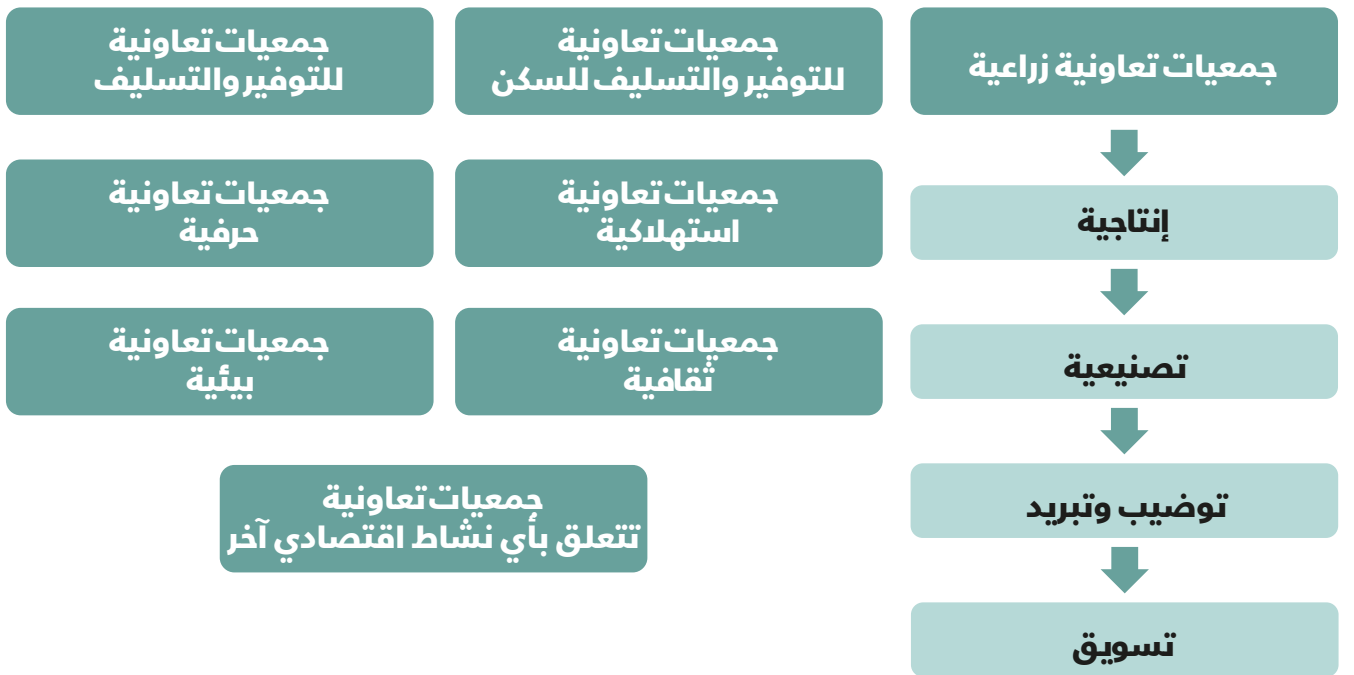 جمعيات تعاونية زراعية
إنتاجية
تصنيعية
توضيب وتبريد
تسويق
جمعيات تعاونية
للتوفير والتسليف للسكن
جمعيات تعاونية
للتوفير والتسليف
جمعيات تعاونية
استهلاكية
جمعيات تعاونية
حرفية
جمعيات تعاونية
ثقافية
جمعيات تعاونية
بيئية
جمعيات تعاونية
تتعلق بأي نشاط اقتصادي آخر